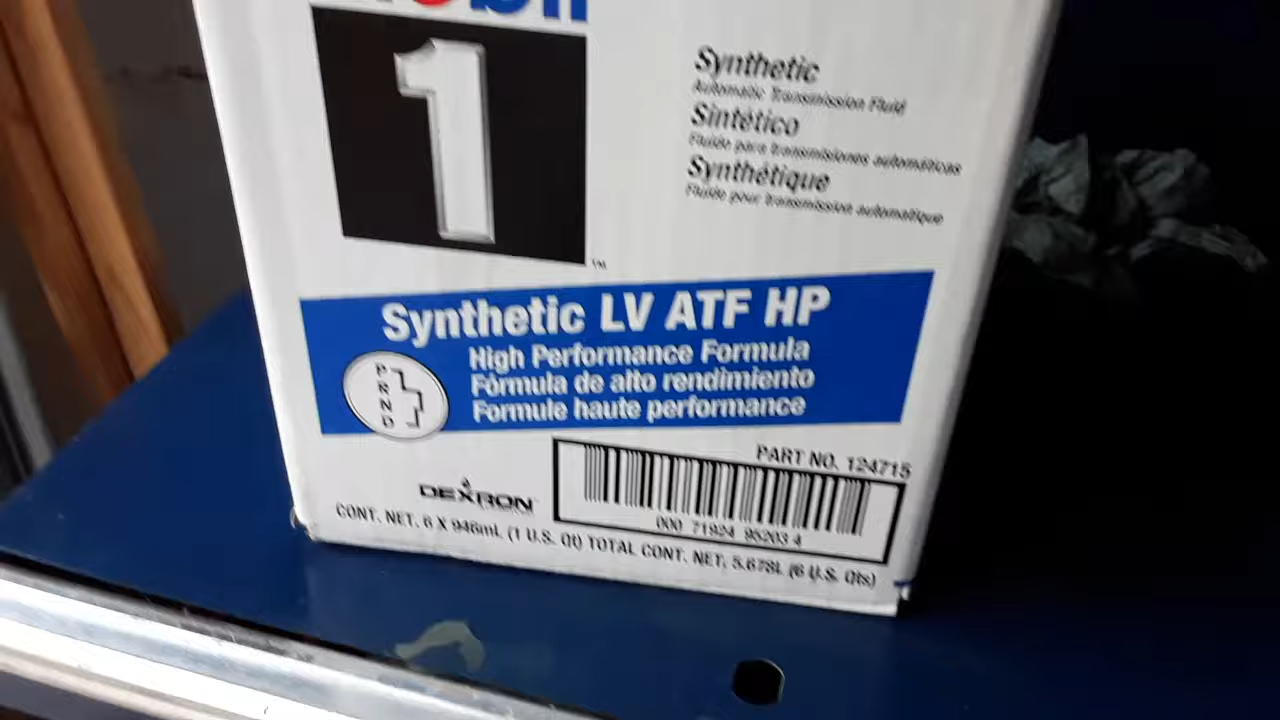 1
Synthetic
Automatic Transmission Fluid
Sintético
Fluido para transmisiones automáticas
Synthétique
Fluide pour transmission automatique
TM
Synthetic LV ATF HP
High Performance Formula
Fórmula de alto rendimiento
Formule haute performance
P
R
N
D
PART NO. 124715
DEXRON
000 71924 95203 4
CONT. NET. 6 X 946mL (1 U.S. Qt) TOTAL CONT. NET. 5.678L (6 U.S. Qts)